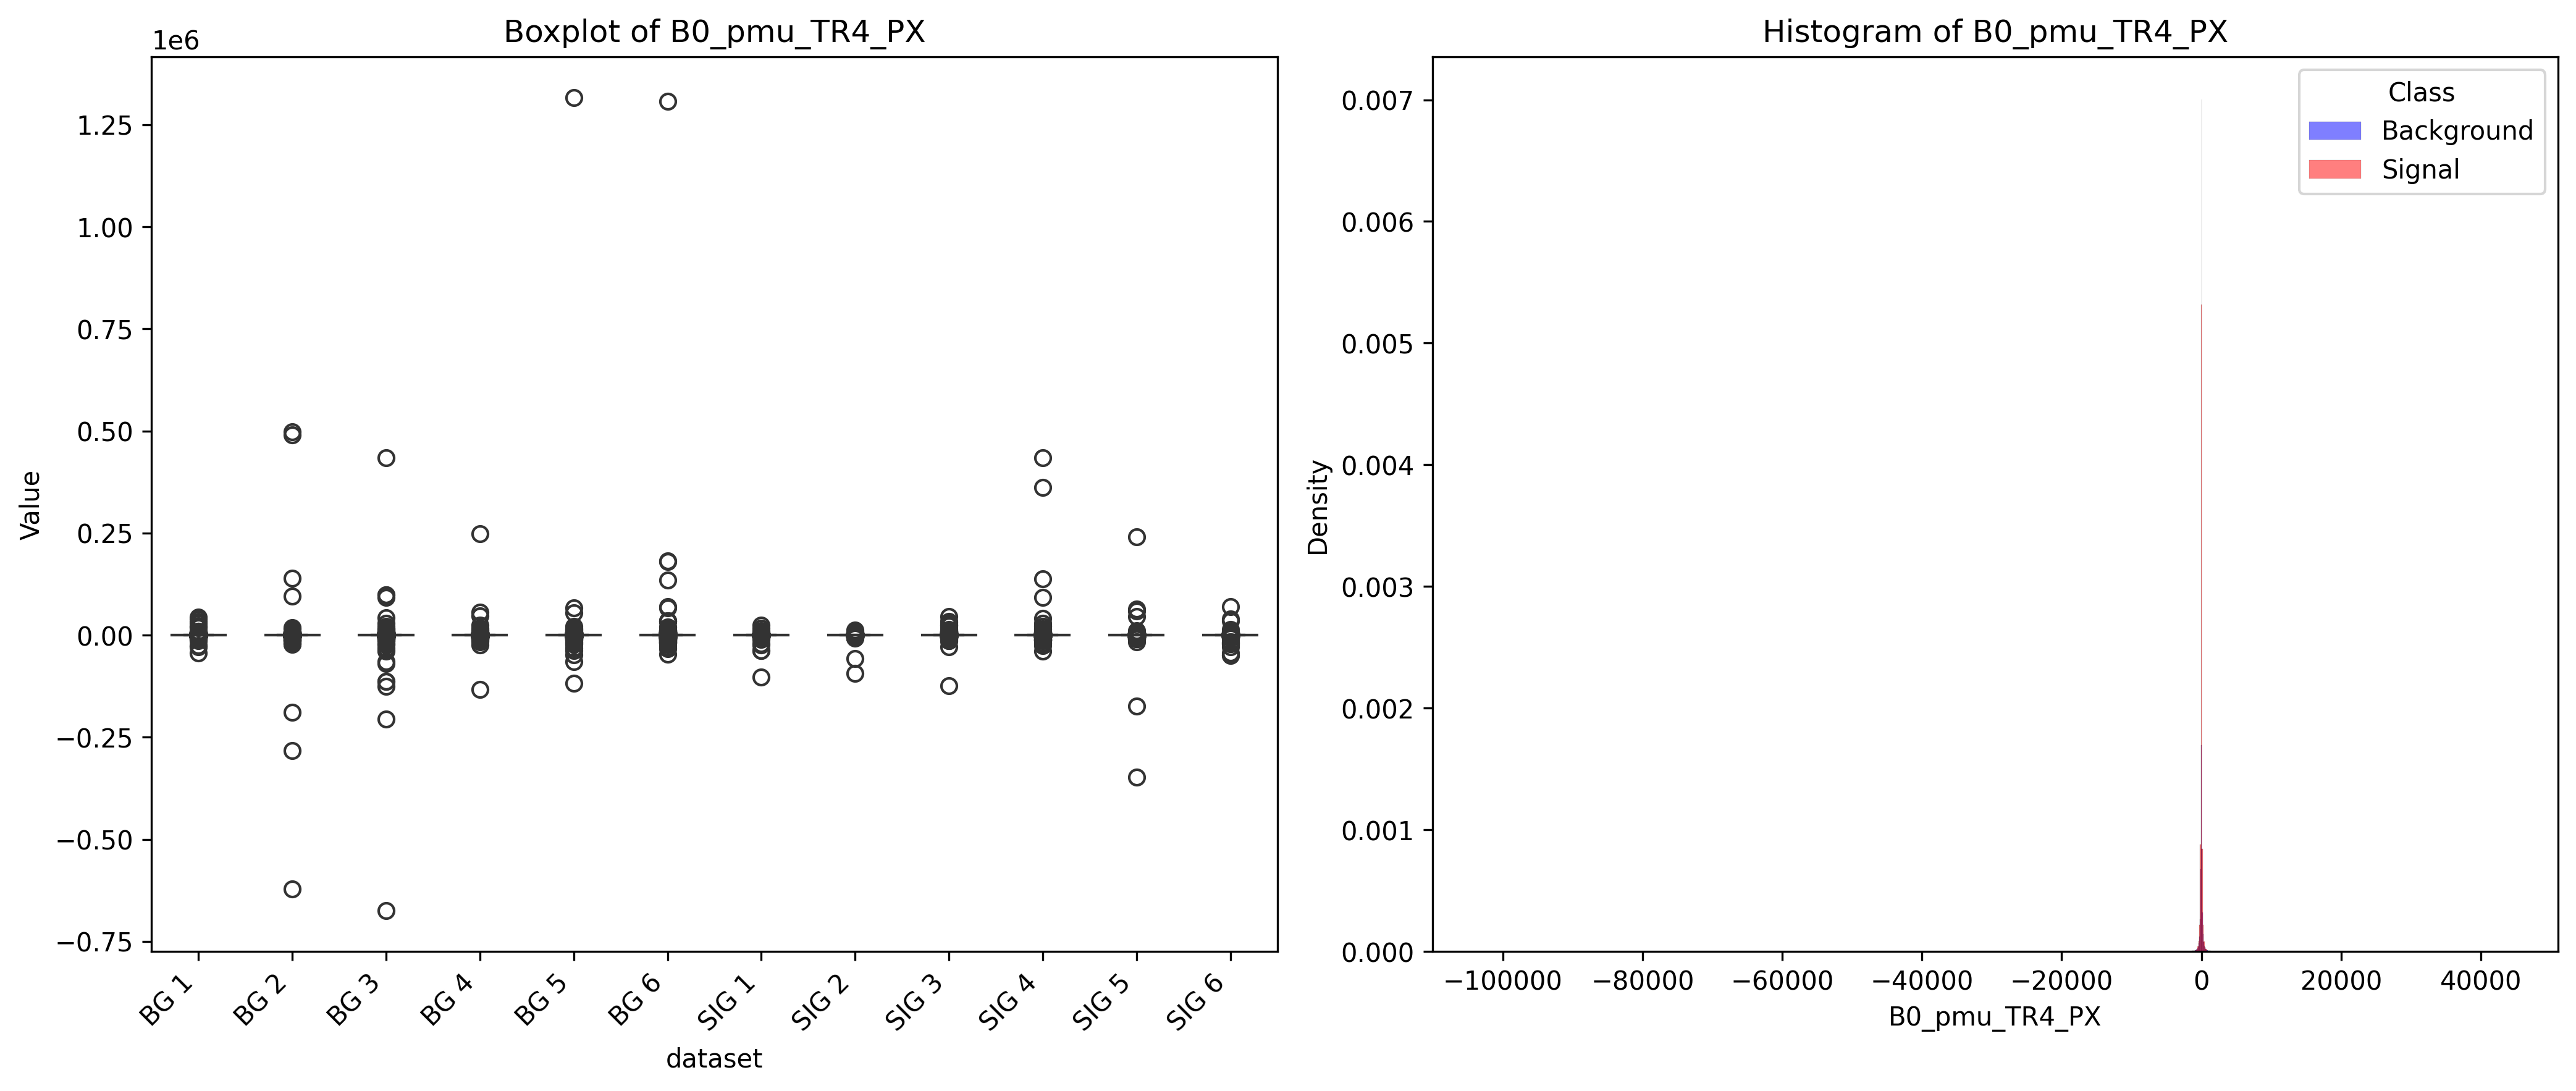 Boxplot of B0_pmu_TR4_PX
1e6
1.25
1.00
0.75
0.50
0.25
0.00
−0.25
−0.50
−0.75
Value
BG 1
BG 2
BG 3
BG 4
BG 5
BG 6
SIG 1
SIG 2
SIG 3
SIG 4
SIG 5
SIG 6
dataset
Histogram of B0_pmu_TR4_PX
Class
Background
Signal
0.007
0.006
0.005
0.004
0.003
0.002
0.001
0.000
Density
−100000
−80000
−60000
−40000
−20000
0
20000
40000
B0_pmu_TR4_PX